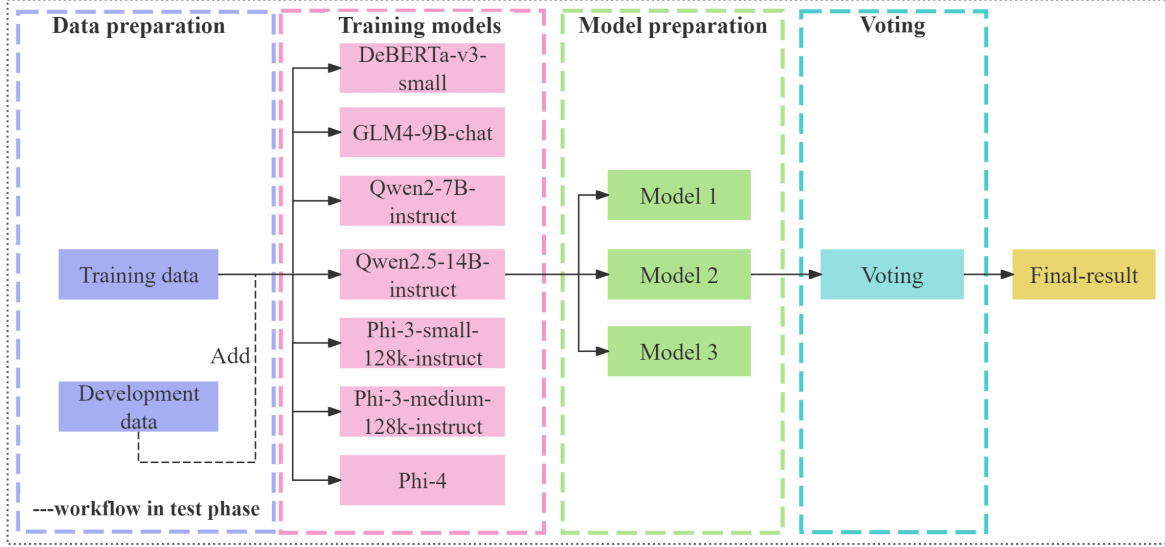 Data preparation
Training data
Add
Development
data
---workflow in test phase
Training models
DeBERTa-v3-
small
GLM4-9B-chat
Qwen2-7B-
instruct
Qwen2.5-14B-
instruct
Phi-3-small-
128k-instruct
Phi-3-medium-
128k-instruct
Phi-4
Model preparation
Model 1
Model 2
Model 3
Voting
Voting
Final-result